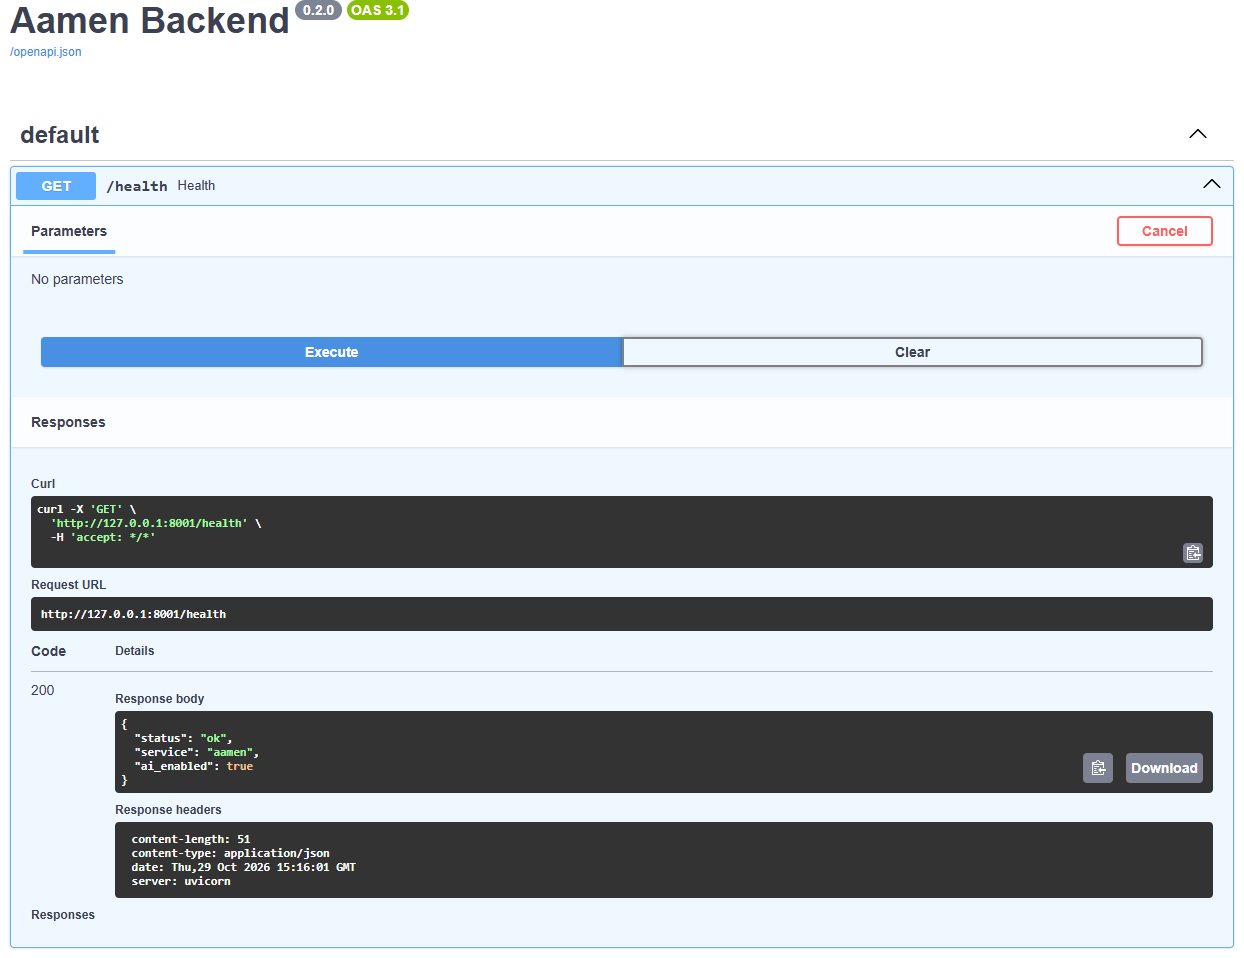 Aamen Backend 0.2.0 OAS 3.1
/openapi.json
default
GET /health Health
Parameters Cancel
No parameters
Execute Clear
Responses
Curl
curl -X 'GET' \
  'http://127.0.0.1:8001/health' \
  -H 'accept: */*'
Request URL
http://127.0.0.1:8001/health
Code Details
200
Response body
{
  "status": "ok",
  "service": "aamen",
  "ai_enabled": true
}
Download
Response headers
content-length: 51
content-type: application/json
date: Thu,29 Oct 2026 15:16:01 GMT
server: uvicorn
Responses